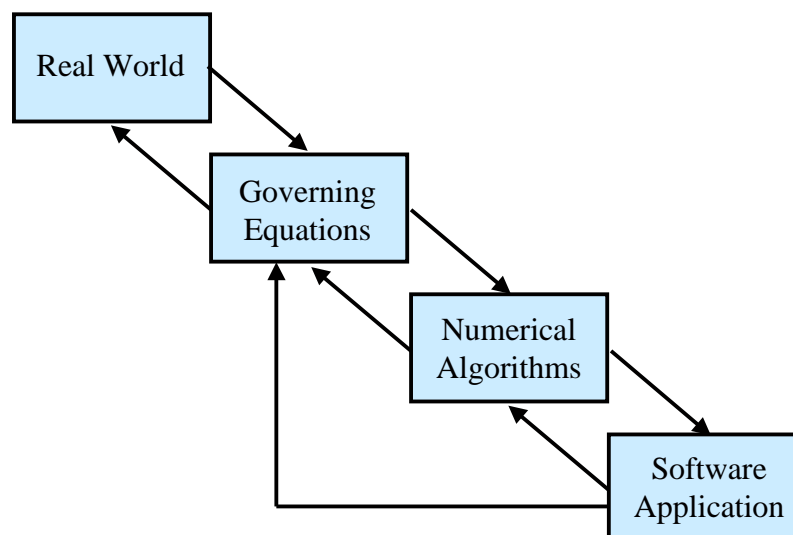 Real World
Governing
Equations
Numerical
Algorithms
Software
Application